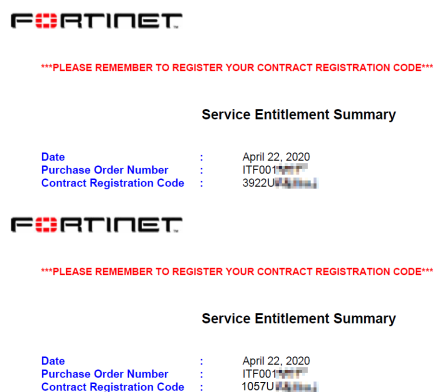 FORTINET
***PLEASE REMEMBER TO REGISTER YOUR CONTRACT REGISTRATION CODE***
Service Entitlement Summary
Date : April 22, 2020
Purchase Order Number : ITF001
Contract Registration Code : 3922U
FORTINET
***PLEASE REMEMBER TO REGISTER YOUR CONTRACT REGISTRATION CODE***
Service Entitlement Summary
Date : April 22, 2020
Purchase Order Number : ITF001
Contract Registration Code : 1057U